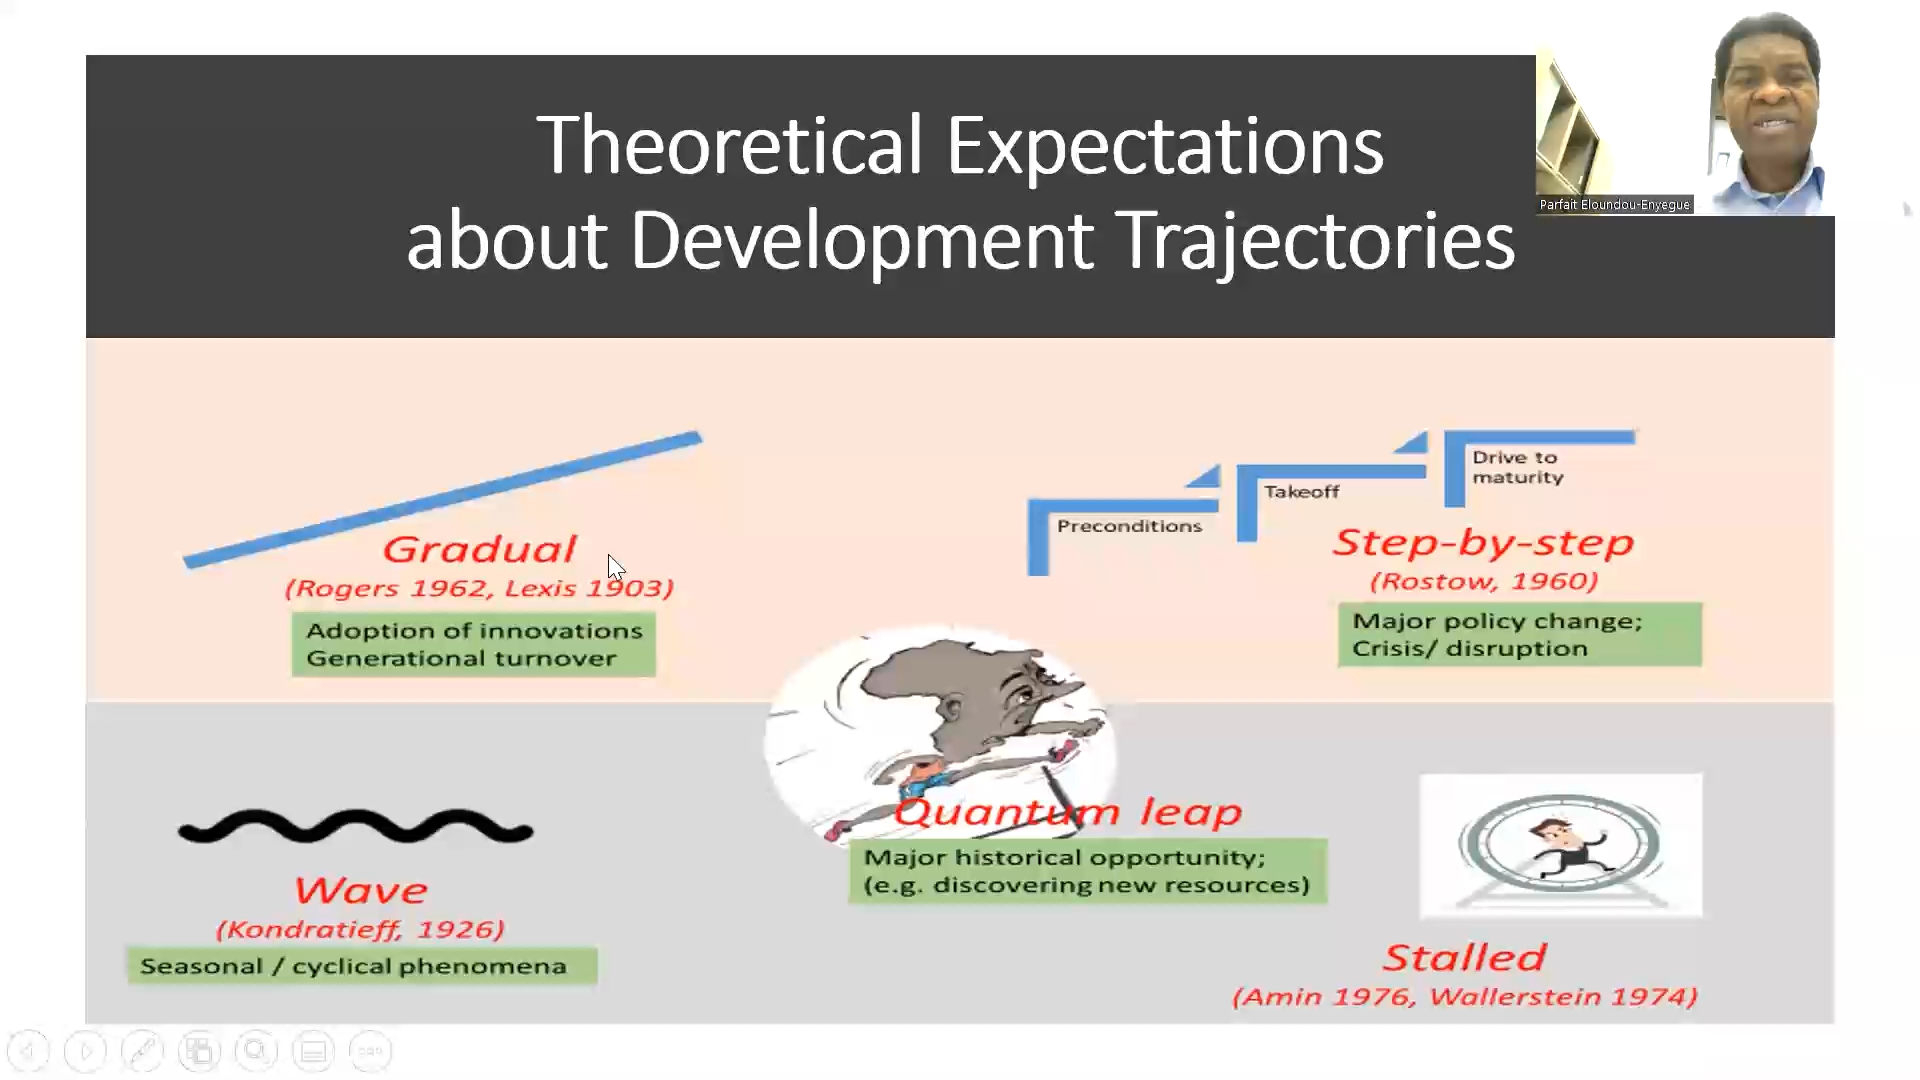 Theoretical Expectations
about Development Trajectories
Parfait Eloundou-Enyegue
Gradual
(Rogers 1962, Lexis 1903)
Adoption of innovations
Generational turnover
Preconditions
Takeoff
Drive to
maturity
Step-by-step
(Rostow, 1960)
Major policy change;
Crisis/ disruption
Wave
(Kondratieff, 1926)
Seasonal / cyclical phenomena
Quantum leap
Major historical opportunity;
(e.g. discovering new resources)
Stalled
(Amin 1976, Wallerstein 1974)